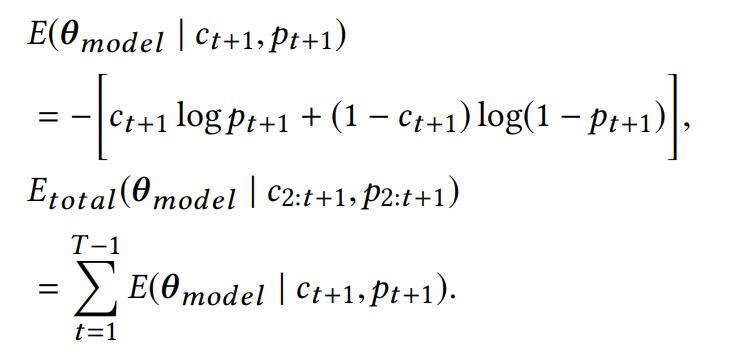 E(θ_model | c_{t+1}, p_{t+1})
= −[c_{t+1} log p_{t+1} + (1 − c_{t+1}) log(1 − p_{t+1})],
E_total(θ_model | c_{2:t+1}, p_{2:t+1})
= ∑_{t=1}^{T−1} E(θ_model | c_{t+1}, p_{t+1}).